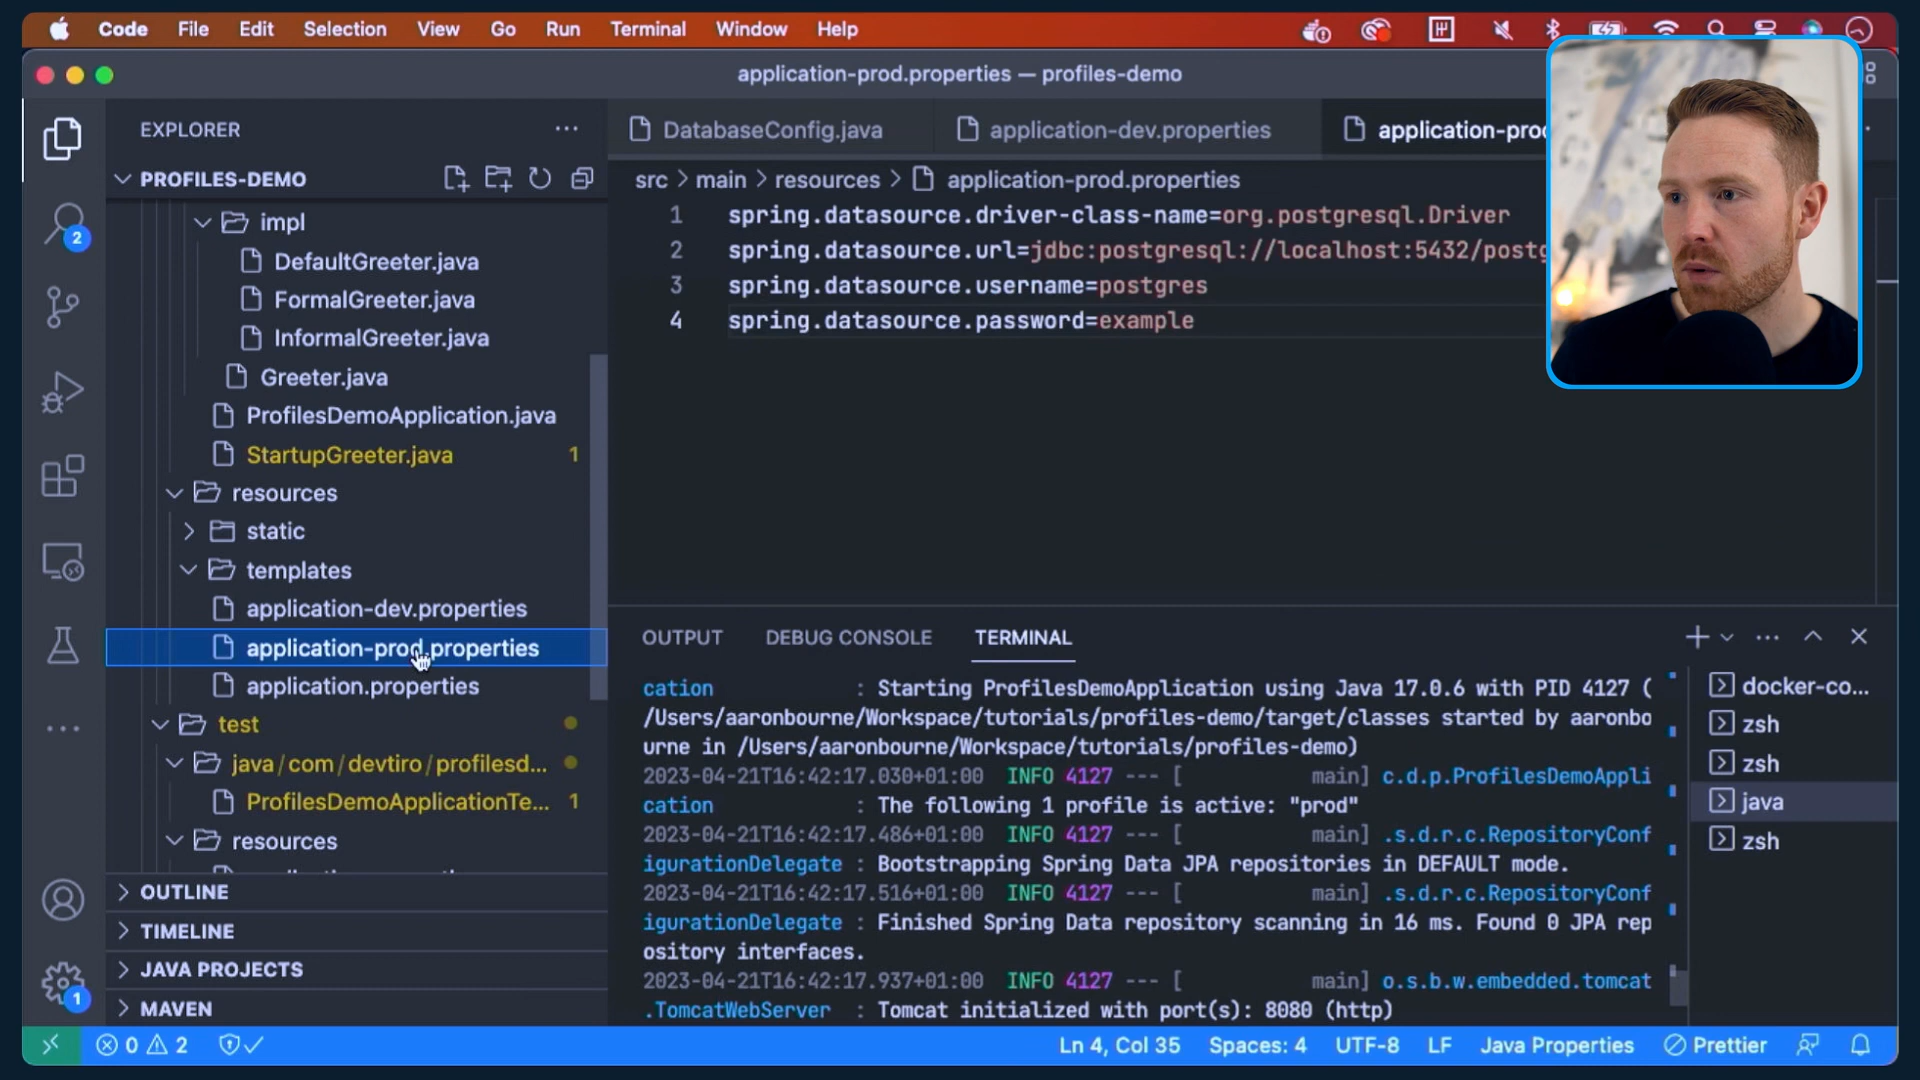 Code File Edit Selection View Go Run Terminal Window Help
application-prod.properties — profiles-demo
EXPLORER
PROFILES-DEMO
impl
DefaultGreeter.java
FormalGreeter.java
InformalGreeter.java
Greeter.java
ProfilesDemoApplication.java
StartupGreeter.java 1
resources
static
templates
application-dev.properties
application-prod.properties
application.properties
test
java/com/devtiro/profilesd...
ProfilesDemoApplicationTe... 1
resources
OUTLINE
TIMELINE
JAVA PROJECTS
MAVEN
2
1
DatabaseConfig.java application-dev.properties application-prod
src > main > resources > application-prod.properties
1 spring.datasource.driver-class-name=org.postgresql.Driver
2 spring.datasource.url=jdbc:postgresql://localhost:5432/postg
3 spring.datasource.username=postgres
4 spring.datasource.password=example
OUTPUT DEBUG CONSOLE TERMINAL
cation : Starting ProfilesDemoApplication using Java 17.0.6 with PID 4127 (
/Users/aaronbourne/Workspace/tutorials/profiles-demo/target/classes started by aaronbo
urne in /Users/aaronbourne/Workspace/tutorials/profiles-demo)
2023-04-21T16:42:17.030+01:00 INFO 4127 --- [ main] c.d.p.ProfilesDemoAppli
cation : The following 1 profile is active: "prod"
2023-04-21T16:42:17.486+01:00 INFO 4127 --- [ main] .s.d.r.c.RepositoryConf
igurationDelegate : Bootstrapping Spring Data JPA repositories in DEFAULT mode.
2023-04-21T16:42:17.516+01:00 INFO 4127 --- [ main] .s.d.r.c.RepositoryConf
igurationDelegate : Finished Spring Data repository scanning in 16 ms. Found 0 JPA rep
ository interfaces.
2023-04-21T16:42:17.937+01:00 INFO 4127 --- [ main] o.s.b.w.embedded.tomcat
.TomcatWebServer : Tomcat initialized with port(s): 8080 (http)
docker-co...
zsh
zsh
java
zsh
0 2 Ln 4, Col 35 Spaces: 4 UTF-8 LF Java Properties Prettier